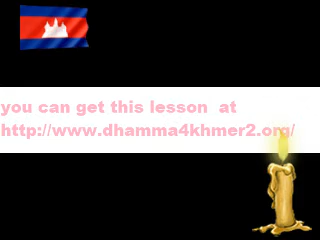 you can get this lesson  at
http://www.dhamma4khmer2.org/